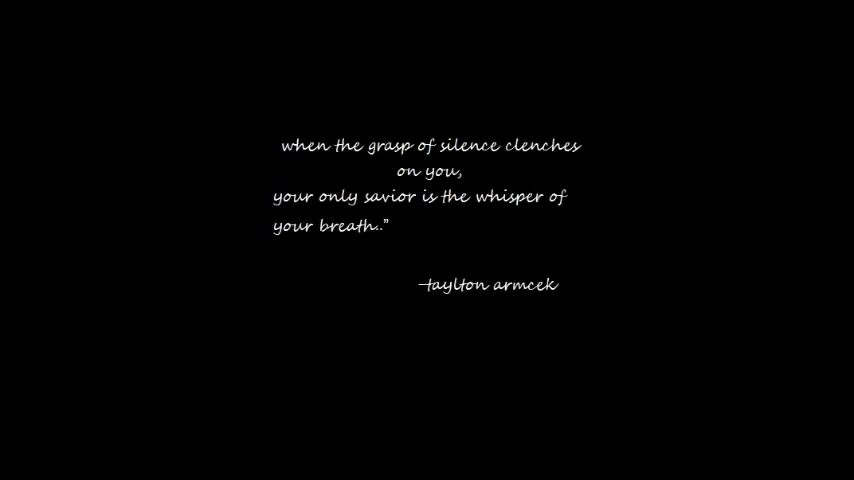 when the grasp of silence clenches
on you,
your only savior is the whisper of
your breath.."
-taylton armcek